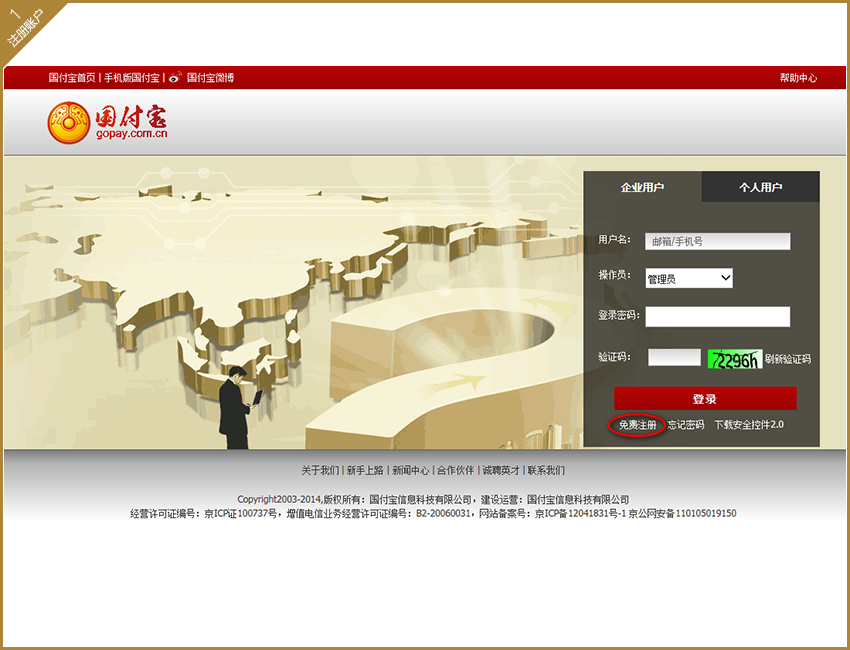 1
注册账户
国付宝首页 | 手机版国付宝 | 国付宝微博
帮助中心
国付宝
gopay.com.cn
企业用户
个人用户
用户名：
邮箱/手机号
操作员：
管理员
登录密码：
验证码：
72296h
刷新验证码
登录
免费注册 忘记密码 下载安全控件2.0
关于我们 | 新手上路 | 新闻中心 | 合作伙伴 | 诚聘英才 | 联系我们
Copyright2003-2014,版权所有：国付宝信息科技有限公司，建设运营：国付宝信息科技有限公司
经营许可证编号：京ICP证100737号，增值电信业务经营许可证编号：B2-20060031，网站备案号：京ICP备12041831号-1 京公网安备110105019150